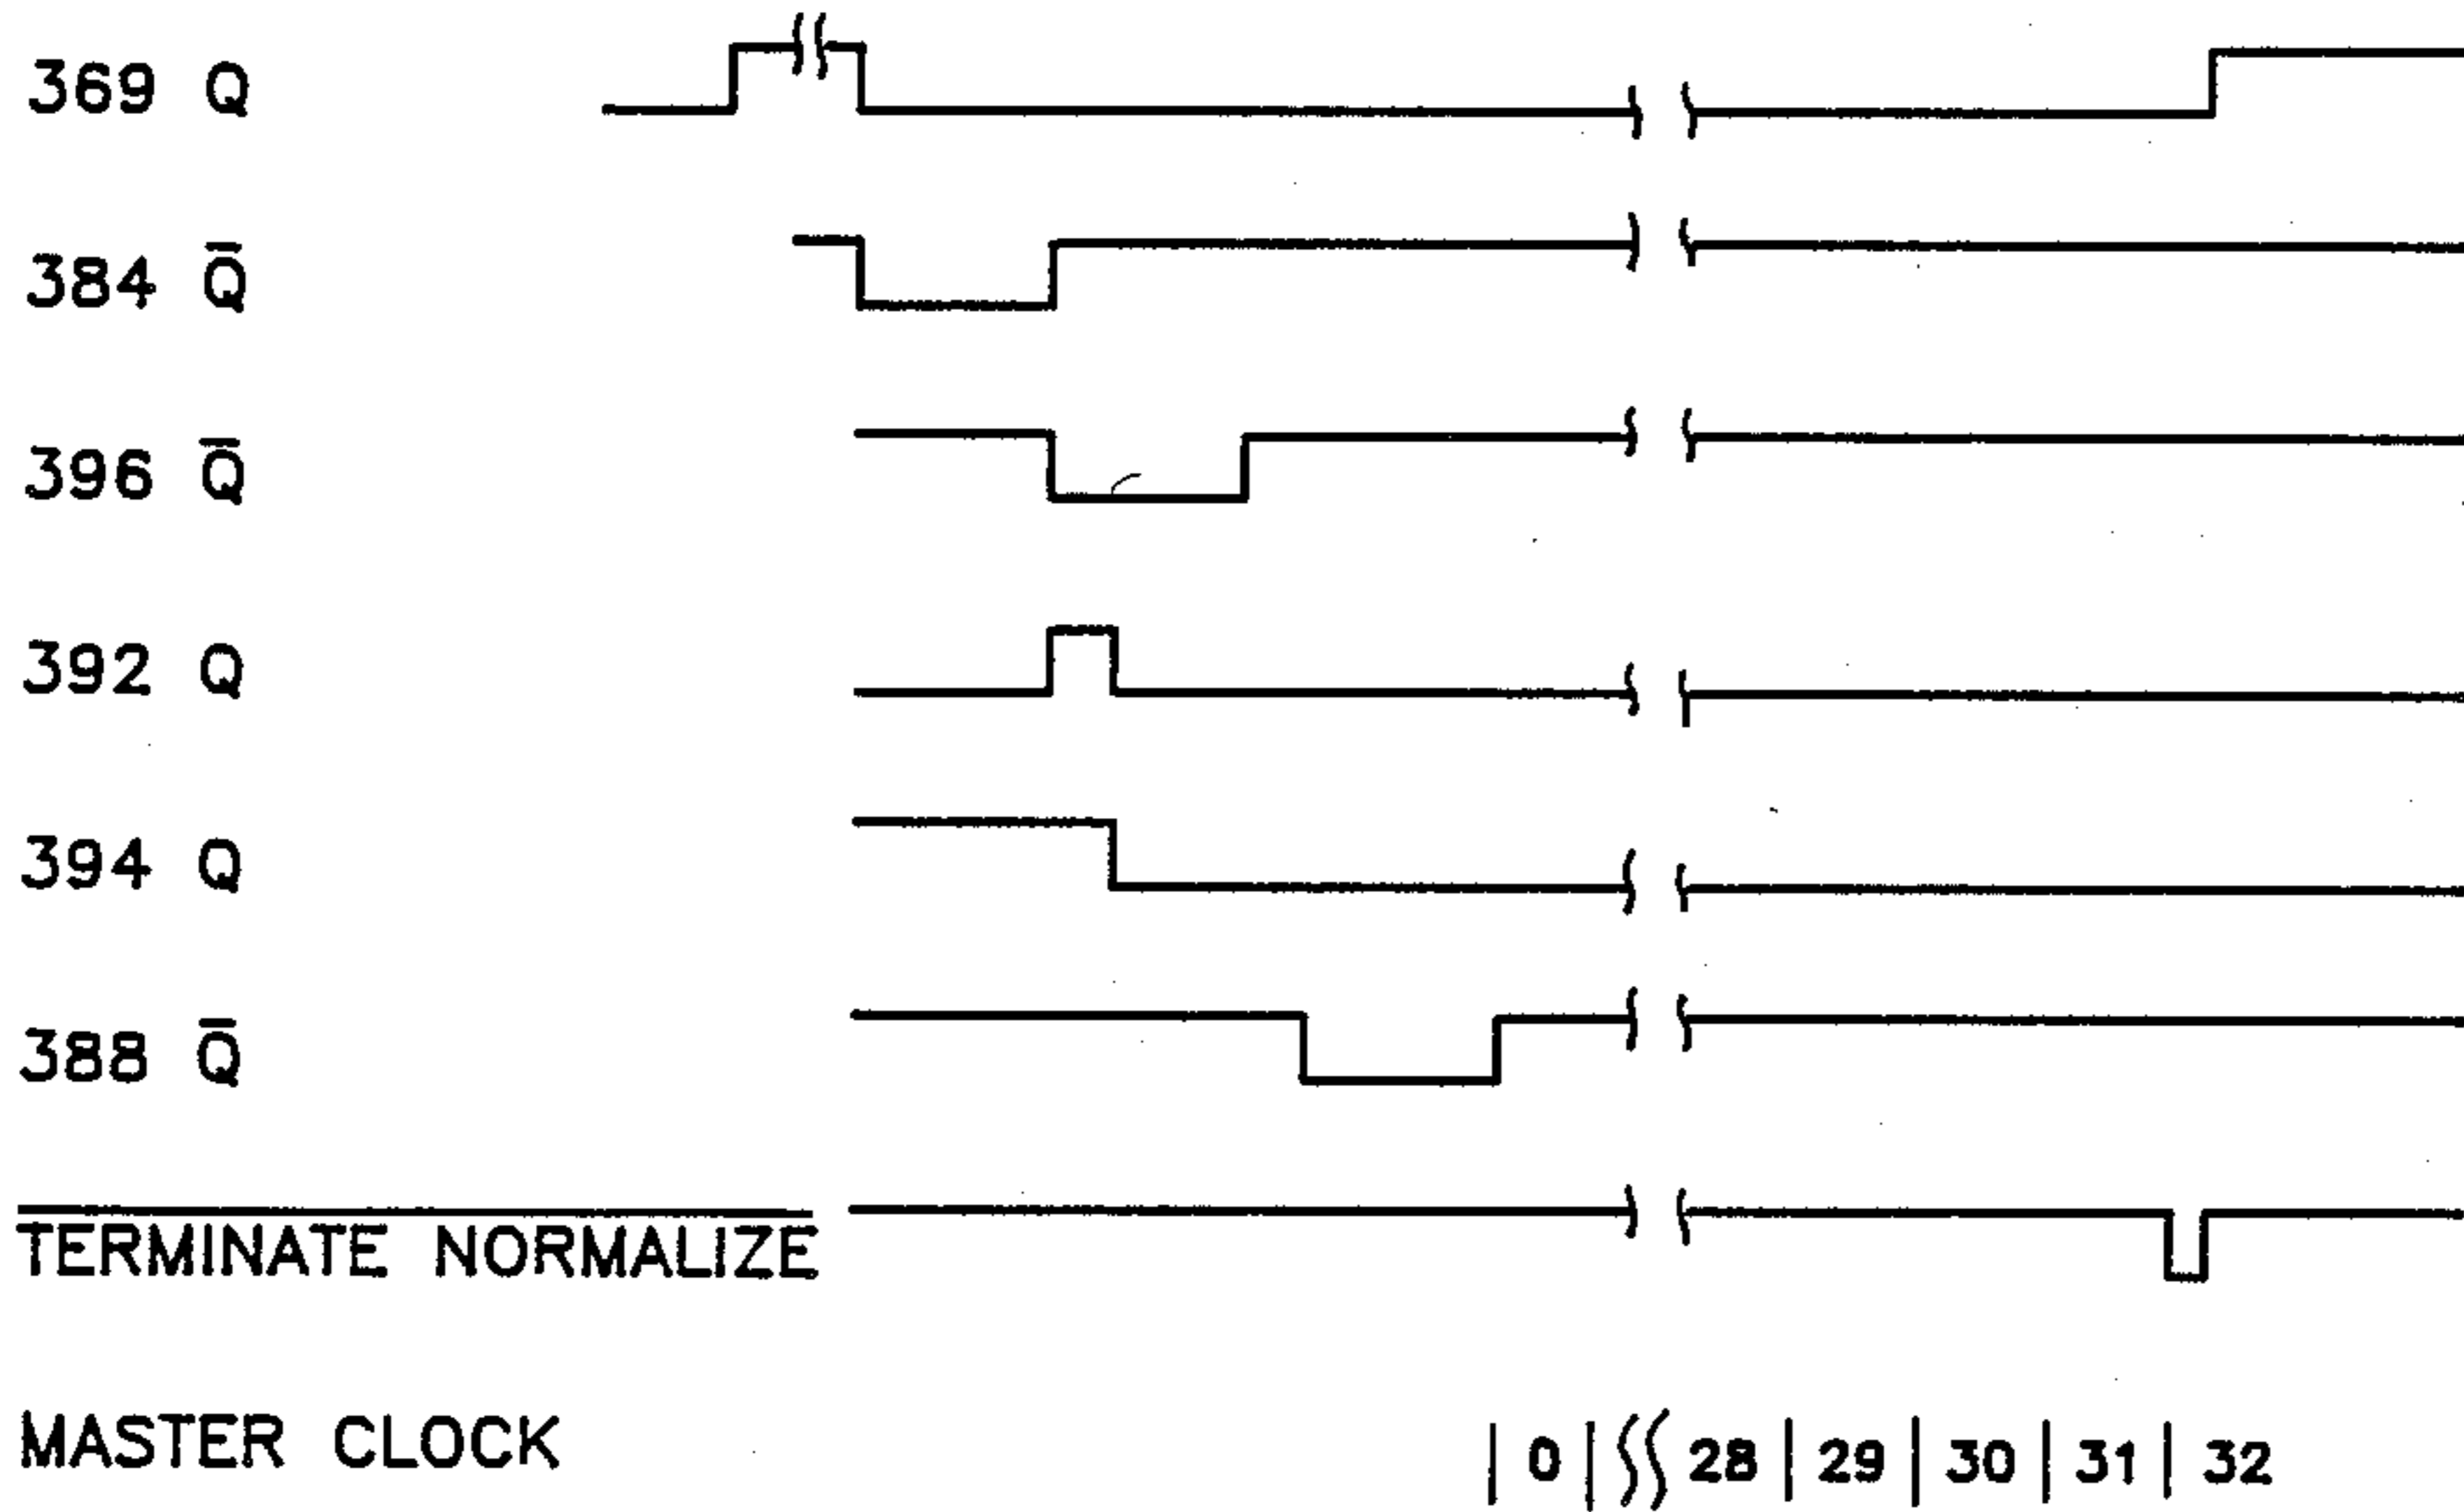 369 Q
384 Q̅
396 Q̅
392 Q
394 Q
388 Q̅
TERMINATE NORMALIZE
MASTER CLOCK | 0 | 28 | 29 | 30 | 31 | 32